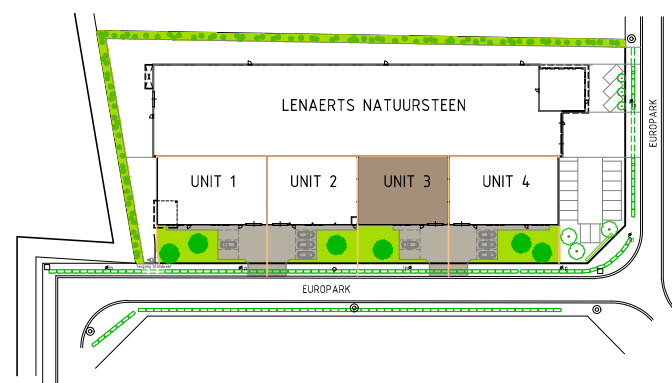 LENAERTS NATUURSTEEN
EUROPARK
UNIT 1
UNIT 2
UNIT 3
UNIT 4
EUROPARK